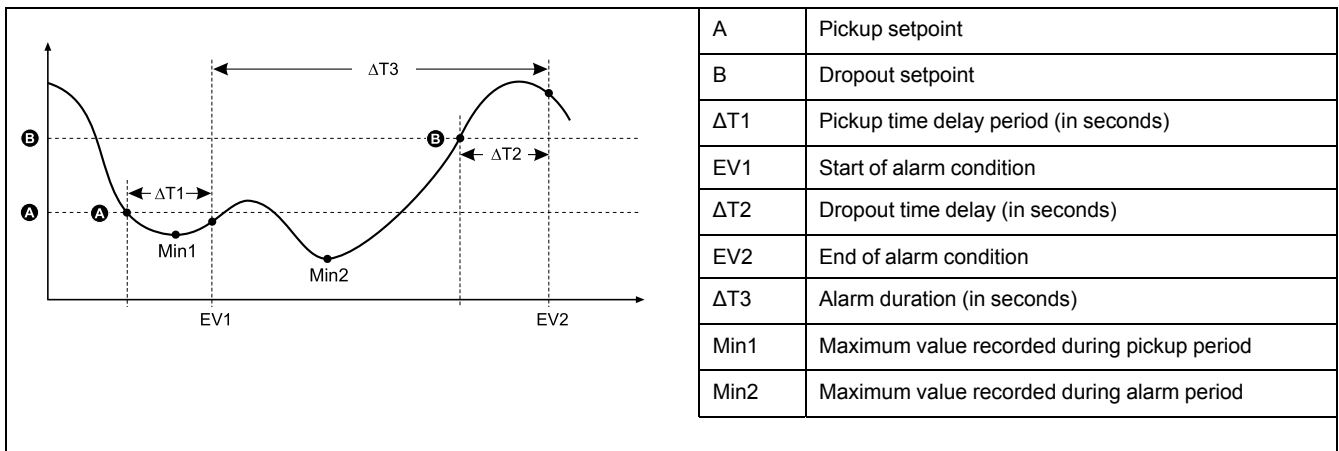 ΔT3
B
B
ΔT2
ΔT1
A
A
Min1
Min2
EV1
EV2
A Pickup setpoint
B Dropout setpoint
ΔT1 Pickup time delay period (in seconds)
EV1 Start of alarm condition
ΔT2 Dropout time delay (in seconds)
EV2 End of alarm condition
ΔT3 Alarm duration (in seconds)
Min1 Maximum value recorded during pickup period
Min2 Maximum value recorded during alarm period